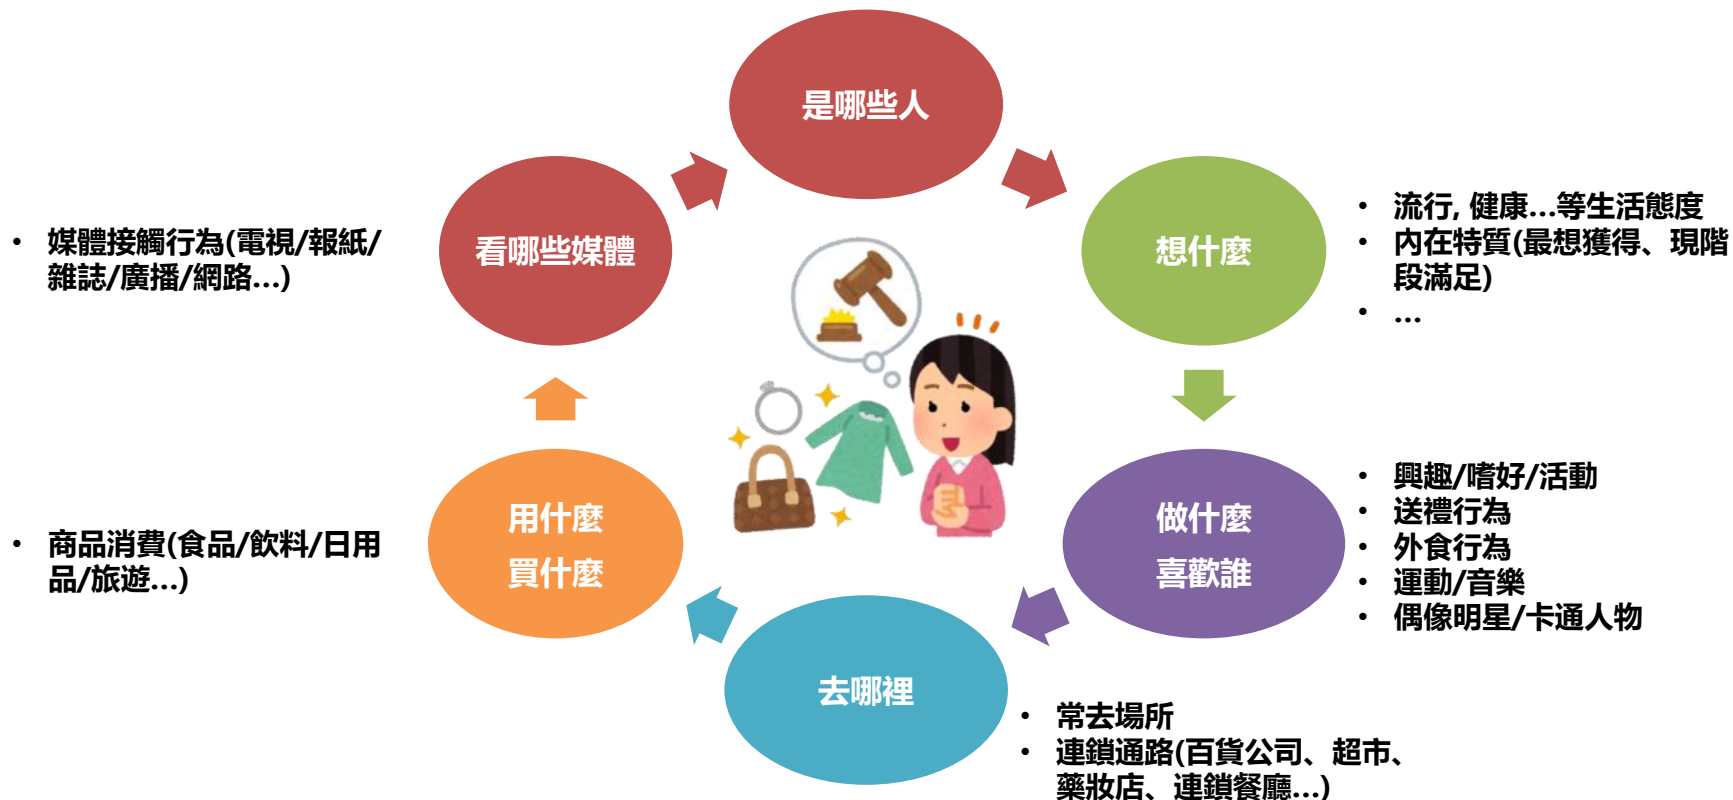 是哪些人
想什麼
• 流行, 健康…等生活態度
• 內在特質(最想獲得、現階
段滿足)
• …
做什麼
喜歡誰
• 興趣/嗜好/活動
• 送禮行為
• 外食行為
• 運動/音樂
• 偶像明星/卡通人物
去哪裡
• 常去場所
• 連鎖通路(百貨公司、超市、
藥妝店、連鎖餐廳…)
用什麼
買什麼
• 商品消費(食品/飲料/日用
品/旅遊…)
看哪些媒體
• 媒體接觸行為(電視/報紙/
雜誌/廣播/網路…)